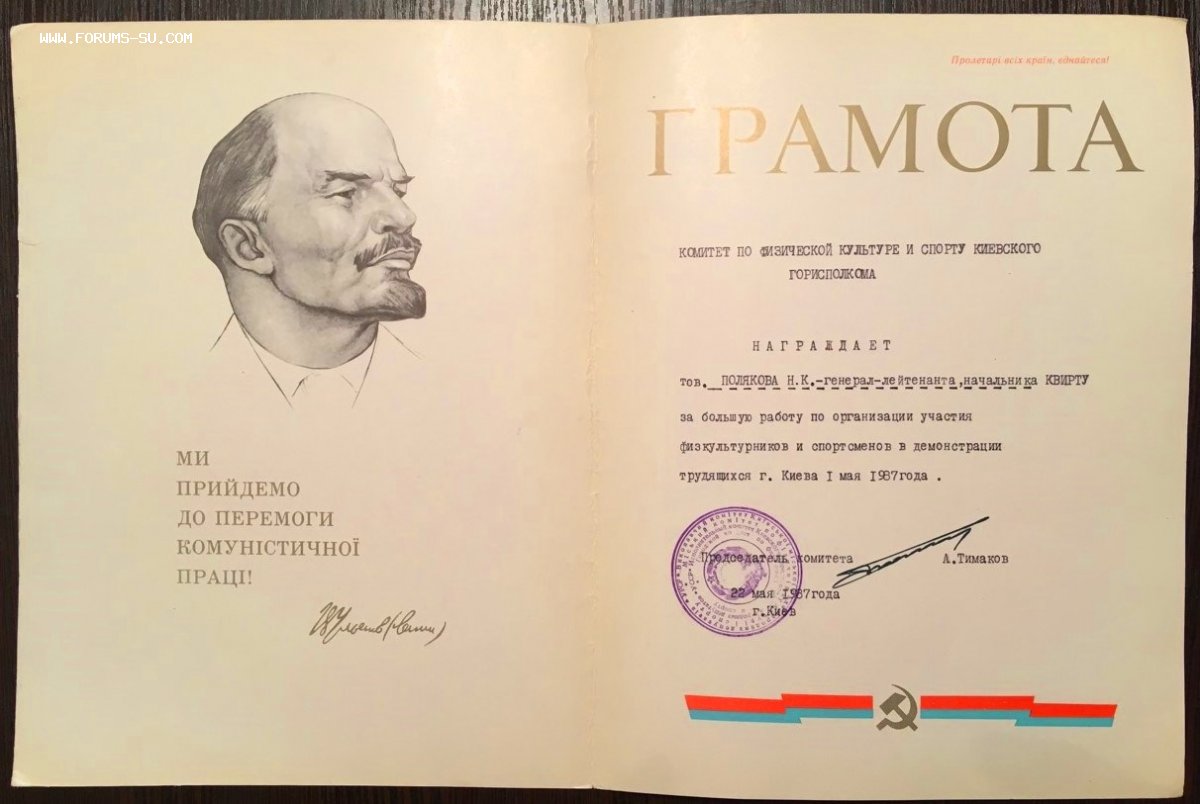 WWW.FORUMS-SU.COM
МИ
ПРИЙДЕМО
ДО ПЕРЕМОГИ
КОМУНІСТИЧНОЇ
ПРАЦІ!
В Ульянов (Ленин)
Пролетарі всіх країн, єднайтеся!
ГРАМОТА
КОМИТЕТ ПО ФИЗИЧЕСКОЙ КУЛЬТУРЕ И СПОРТУ КИЕВСКОГО
ГОРИСПОЛКОМА
НАГРАЖДАЕТ
тов. ПОЛЯКОВА Н.К.-генерал-лейтенанта,начальника КВИРТУ
за большую работу по организации участия
физкультурников и спортсменов в демонстрации
трудящихся г. Киева I мая 1987года .
Председатель комитета А.Тимаков
22 мая 1987года
г.Киев